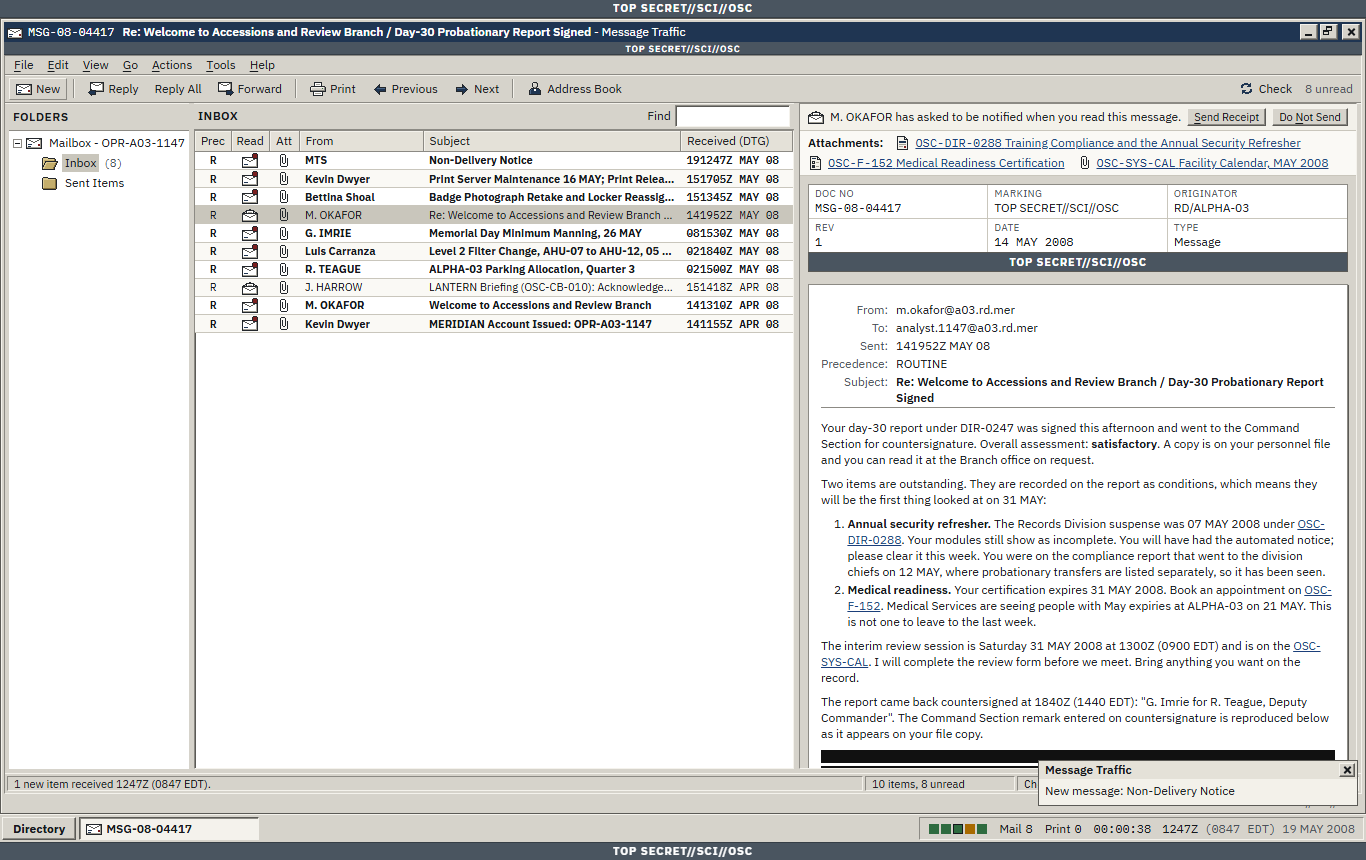 TOP SECRET//SCI//OSC
MSG-08-04417 Re: Welcome to Accessions and Review Branch / Day-30 Probationary Report Signed - Message Traffic
TOP SECRET//SCI//OSC
File Edit View Go Actions Tools Help
New Reply Reply All Forward Print Previous Next Address Book Check 8 unread
FOLDERS
Mailbox - OPR-A03-1147
Inbox (8)
Sent Items
INBOX Find
Prec Read Att From Subject Received (DTG)
R MTS Non-Delivery Notice 191247Z MAY 08
R Kevin Dwyer Print Server Maintenance 16 MAY; Print Relea... 151705Z MAY 08
R Bettina Shoal Badge Photograph Retake and Locker Reassig... 151345Z MAY 08
R M. OKAFOR Re: Welcome to Accessions and Review Branch ... 141952Z MAY 08
R G. IMRIE Memorial Day Minimum Manning, 26 MAY 081530Z MAY 08
R Luis Carranza Level 2 Filter Change, AHU-07 to AHU-12, 05 ... 021840Z MAY 08
R R. TEAGUE ALPHA-03 Parking Allocation, Quarter 3 021500Z MAY 08
R J. HARROW LANTERN Briefing (OSC-CB-010): Acknowledge... 151418Z APR 08
R M. OKAFOR Welcome to Accessions and Review Branch 141310Z APR 08
R Kevin Dwyer MERIDIAN Account Issued: OPR-A03-1147 141155Z APR 08
M. OKAFOR has asked to be notified when you read this message. Send Receipt Do Not Send
Attachments: OSC-DIR-0288 Training Compliance and the Annual Security Refresher
OSC-F-152 Medical Readiness Certification OSC-SYS-CAL Facility Calendar, MAY 2008
DOC NO MARKING ORIGINATOR
MSG-08-04417 TOP SECRET//SCI//OSC RD/ALPHA-03
REV DATE TYPE
1 14 MAY 2008 Message
TOP SECRET//SCI//OSC
From: m.okafor@a03.rd.mer
To: analyst.1147@a03.rd.mer
Sent: 141952Z MAY 08
Precedence: ROUTINE
Subject: Re: Welcome to Accessions and Review Branch / Day-30 Probationary Report
Signed
Your day-30 report under DIR-0247 was signed this afternoon and went to the Command
Section for countersignature. Overall assessment: satisfactory. A copy is on your personnel file
and you can read it at the Branch office on request.
Two items are outstanding. They are recorded on the report as conditions, which means they
will be the first thing looked at on 31 MAY:
1. Annual security refresher. The Records Division suspense was 07 MAY 2008 under OSC-
DIR-0288. Your modules still show as incomplete. You will have had the automated notice;
please clear it this week. You were on the compliance report that went to the division
chiefs on 12 MAY, where probationary transfers are listed separately, so it has been seen.
2. Medical readiness. Your certification expires 31 MAY 2008. Book an appointment on OSC-
F-152. Medical Services are seeing people with May expiries at ALPHA-03 on 21 MAY. This
is not one to leave to the last week.
The interim review session is Saturday 31 MAY 2008 at 1300Z (0900 EDT) and is on the OSC-
SYS-CAL. I will complete the review form before we meet. Bring anything you want on the
record.
The report came back countersigned at 1840Z (1440 EDT): "G. Imrie for R. Teague, Deputy
Commander". The Command Section remark entered on countersignature is reproduced below
as it appears on your file copy.
1 new item received 1247Z (0847 EDT). 10 items, 8 unread Ch
Message Traffic
New message: Non-Delivery Notice
Directory MSG-08-04417 Mail 8 Print 0 00:00:38 1247Z (0847 EDT) 19 MAY 2008
TOP SECRET//SCI//OSC